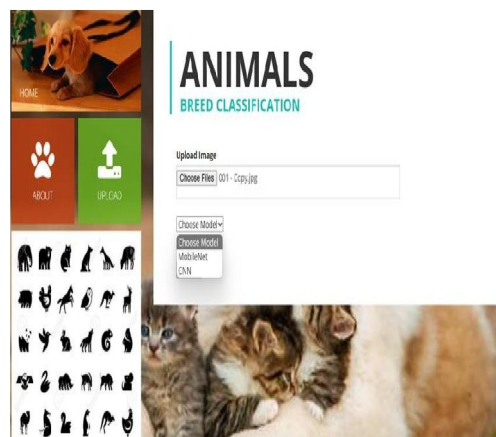 HOME
ABOUT
UPLOAD
ANIMALS
BREED CLASSIFICATION
Upload Image
Choose Files 001 - Copy.jpg
Choose Model
Choose Model
MobileNet
CNN